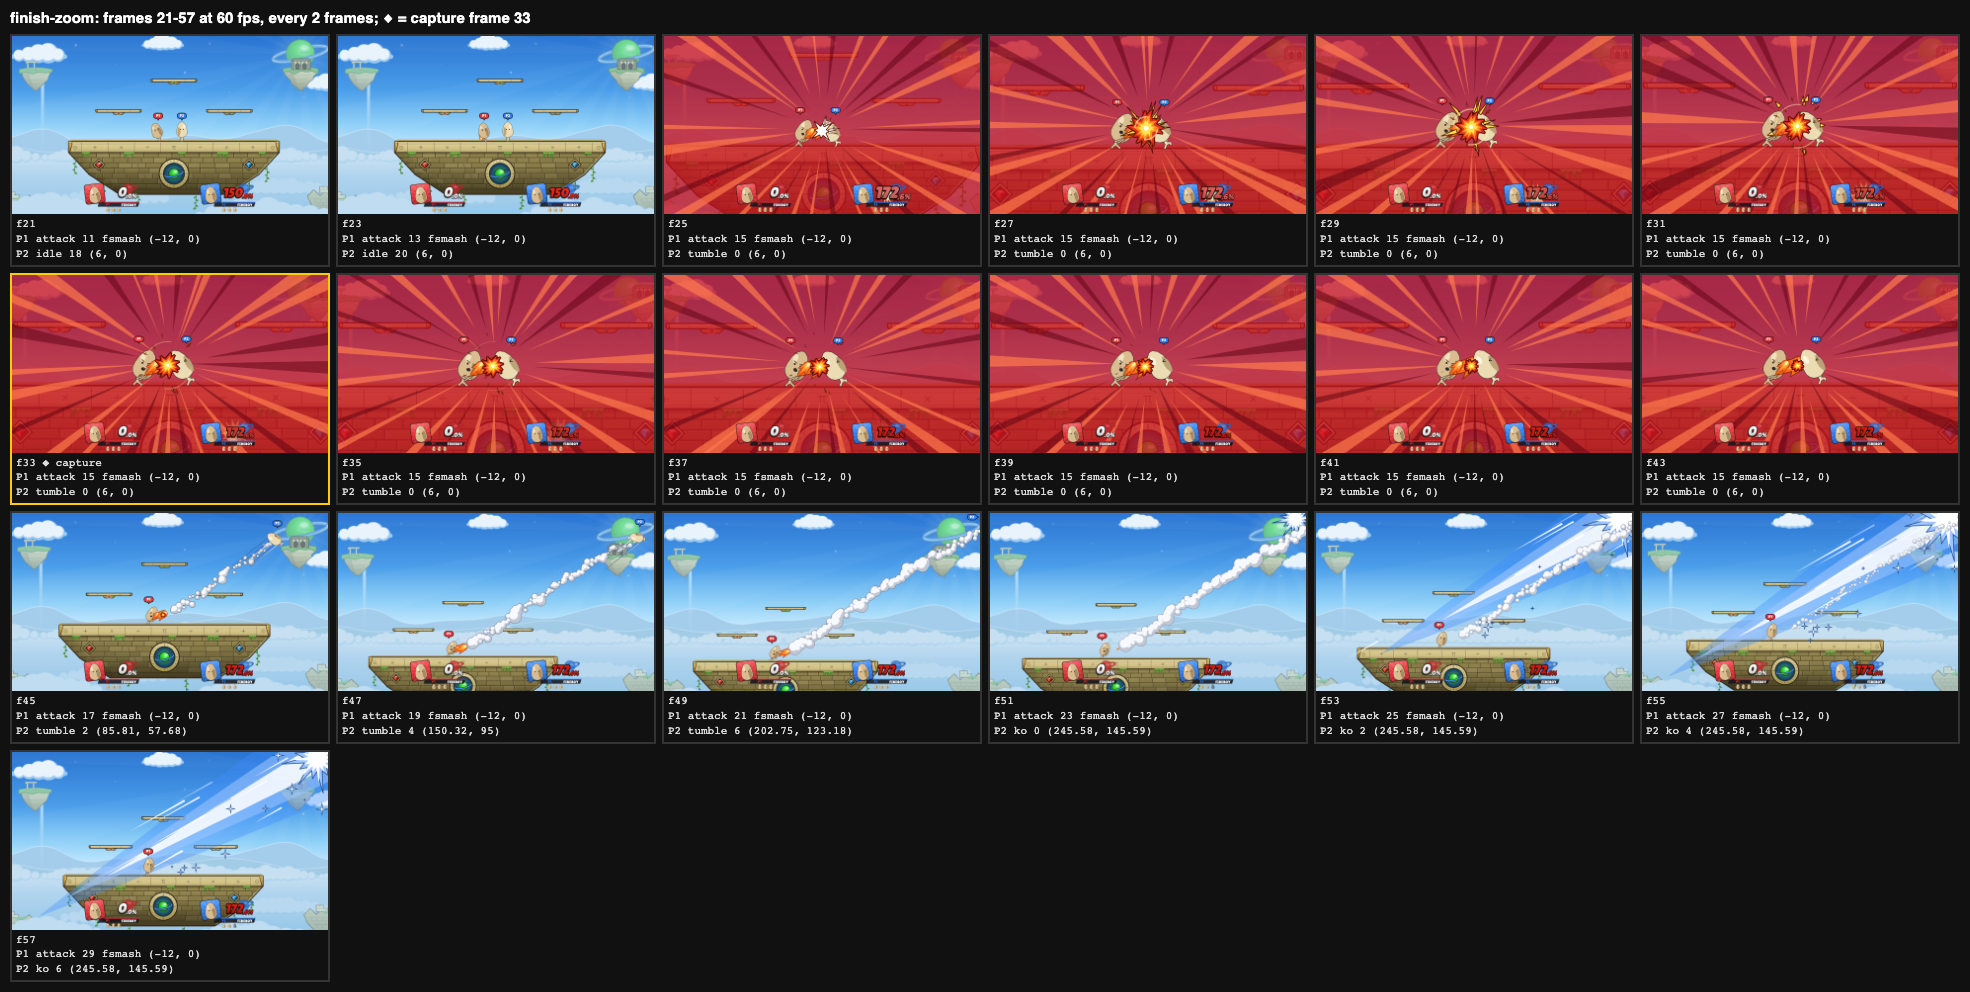 finish-zoom: frames 21-57 at 60 fps, every 2 frames; ◆ = capture frame 33
f21
P1 attack 11 fsmash (-12, 0)
P2 idle 18 (6, 0)
f23
P1 attack 13 fsmash (-12, 0)
P2 idle 20 (6, 0)
f25
P1 attack 15 fsmash (-12, 0)
P2 tumble 0 (6, 0)
f27
P1 attack 15 fsmash (-12, 0)
P2 tumble 0 (6, 0)
f29
P1 attack 15 fsmash (-12, 0)
P2 tumble 0 (6, 0)
f31
P1 attack 15 fsmash (-12, 0)
P2 tumble 0 (6, 0)
f33 ◆ capture
P1 attack 15 fsmash (-12, 0)
P2 tumble 0 (6, 0)
f35
P1 attack 15 fsmash (-12, 0)
P2 tumble 0 (6, 0)
f37
P1 attack 15 fsmash (-12, 0)
P2 tumble 0 (6, 0)
f39
P1 attack 15 fsmash (-12, 0)
P2 tumble 0 (6, 0)
f41
P1 attack 15 fsmash (-12, 0)
P2 tumble 0 (6, 0)
f43
P1 attack 15 fsmash (-12, 0)
P2 tumble 0 (6, 0)
f45
P1 attack 17 fsmash (-12, 0)
P2 tumble 2 (85.81, 57.68)
f47
P1 attack 19 fsmash (-12, 0)
P2 tumble 4 (150.32, 95)
f49
P1 attack 21 fsmash (-12, 0)
P2 tumble 6 (202.75, 123.18)
f51
P1 attack 23 fsmash (-12, 0)
P2 ko 0 (245.58, 145.59)
f53
P1 attack 25 fsmash (-12, 0)
P2 ko 2 (245.58, 145.59)
f55
P1 attack 27 fsmash (-12, 0)
P2 ko 4 (245.58, 145.59)
f57
P1 attack 29 fsmash (-12, 0)
P2 ko 6 (245.58, 145.59)